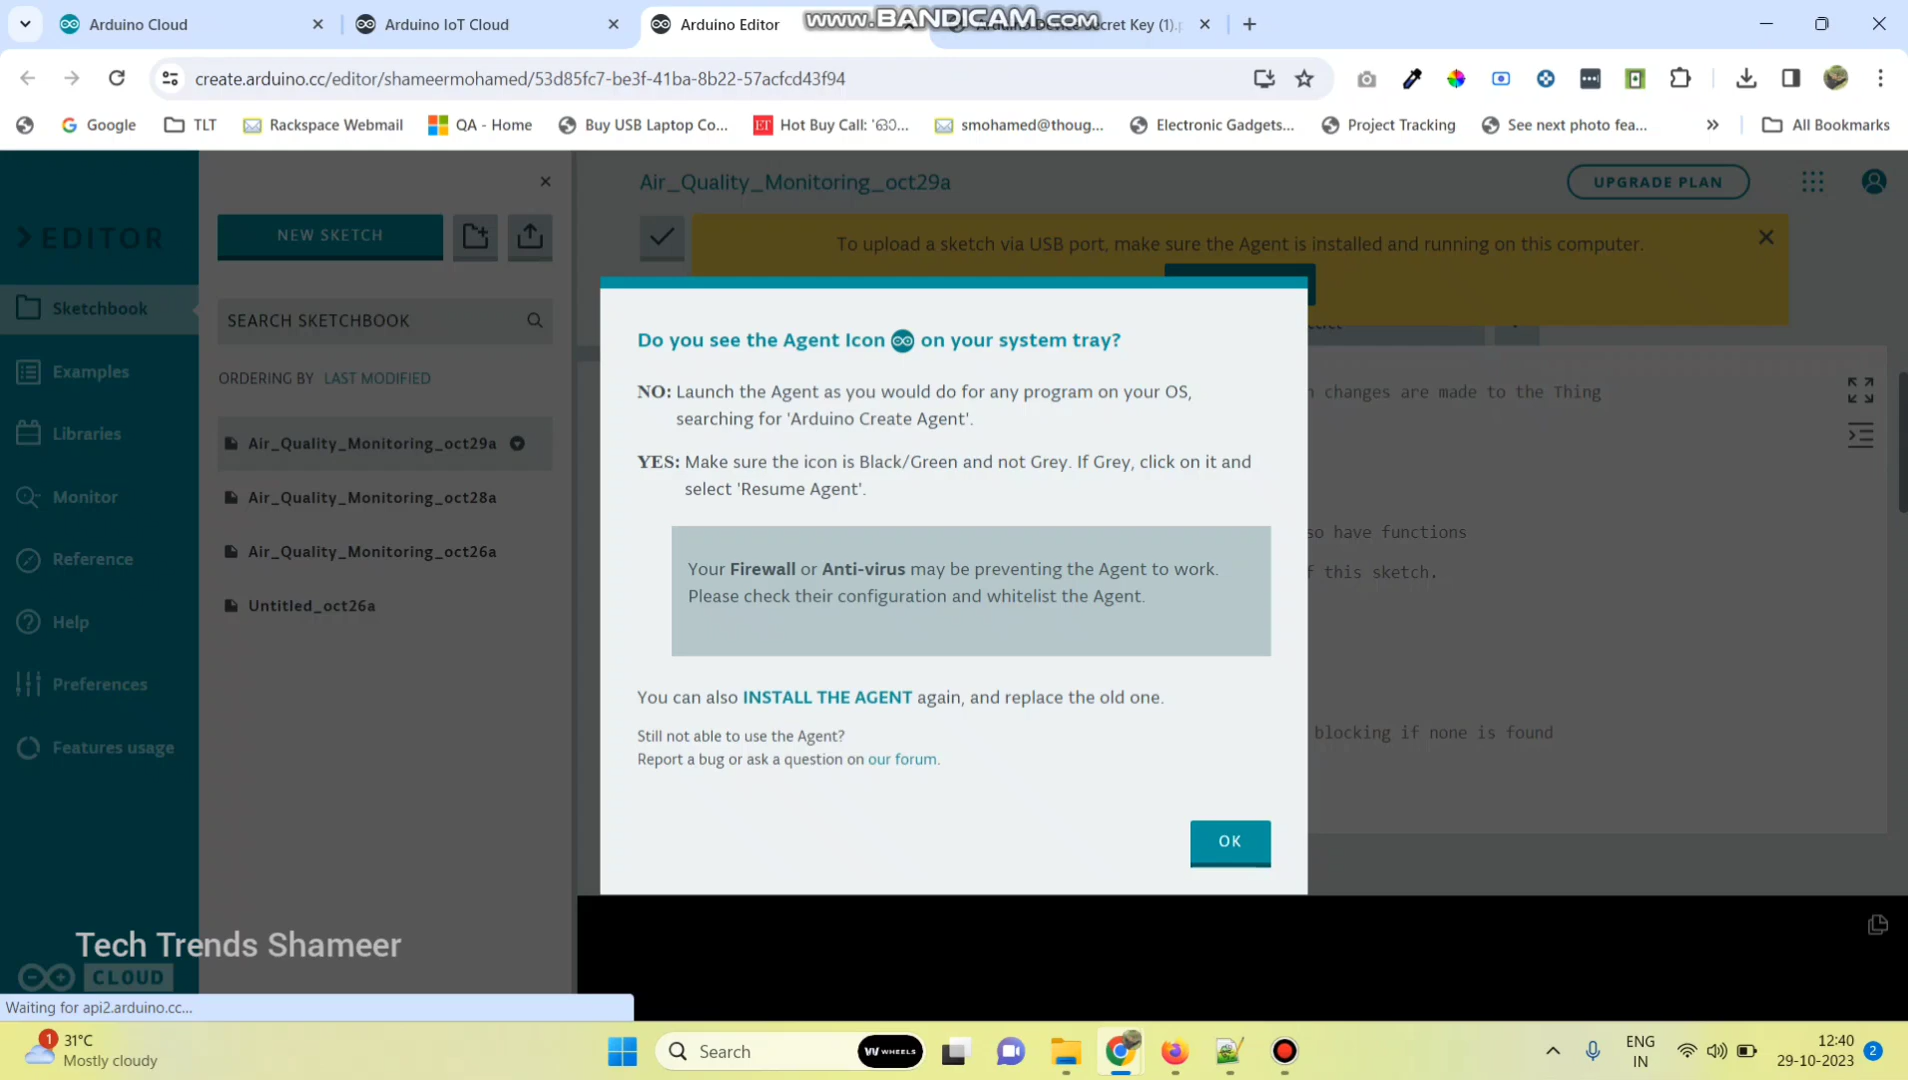 Arduino Cloud
Arduino IoT Cloud
Arduino Editor
www.BANDICAM.com
Arduino Device Secret Key (1).p
create.arduino.cc/editor/shameermohamed/53d85fc7-be3f-41ba-8b22-57acfcd43f94
Google
TLT
Rackspace Webmail
QA - Home
Buy USB Laptop Co...
ET
Hot Buy Call: 'ഓ...
smohamed@thoug...
Electronic Gadgets...
Project Tracking
See next photo fea...
All Bookmarks
EDITOR
NEW SKETCH
Air_Quality_Monitoring_oct29a
UPGRADE PLAN
To upload a sketch via USB port, make sure the Agent is installed and running on this computer.
Sketchbook
Examples
Libraries
Monitor
Reference
Help
Preferences
Features usage
SEARCH SKETCHBOOK
ORDERING BY LAST MODIFIED
Air_Quality_Monitoring_oct29a
Air_Quality_Monitoring_oct28a
Air_Quality_Monitoring_oct26a
Untitled_oct26a
Do you see the Agent Icon on your system tray?
NO: Launch the Agent as you would do for any program on your OS,
searching for 'Arduino Create Agent'.
YES: Make sure the icon is Black/Green and not Grey. If Grey, click on it and
select 'Resume Agent'.
Your Firewall or Anti-virus may be preventing the Agent to work.
Please check their configuration and whitelist the Agent.
You can also INSTALL THE AGENT again, and replace the old one.
Still not able to use the Agent?
Report a bug or ask a question on our forum.
OK
changes are made to the Thing
so have functions
f this sketch.
blocking if none is found
Tech Trends Shameer
CLOUD
Waiting for api2.arduino.cc...
1
31°C
Mostly cloudy
Search
WHEELS
ENG
IN
12:40
29-10-2023
2